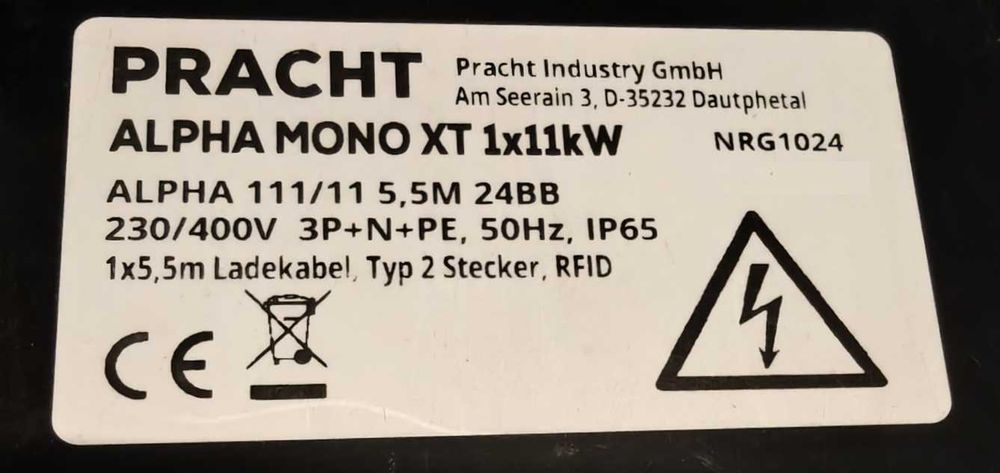 PRACHT
Pracht Industry GmbH
Am Seerain 3, D-35232 Dautphetal
ALPHA MONO XT 1x11kW
NRG1024
ALPHA 111/11 5,5M 24BB
230/400V 3P+N+PE, 50Hz, IP65
1x5,5m Ladekabel, Typ 2 Stecker, RFID
CE